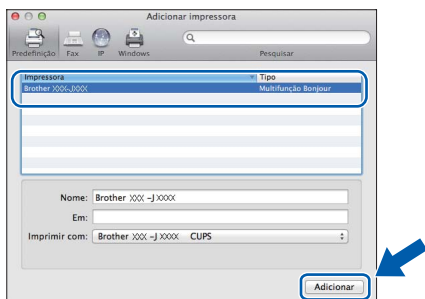 Adicionar impressora
Predefinição Fax IP Windows Pesquisar
Impressora Tipo
Brother XXX-JXXXX Multifunção Bonjour
Nome: Brother XXX -J XXXX
Em:
Imprimir com: Brother XXX -J XXXX CUPS
Adicionar